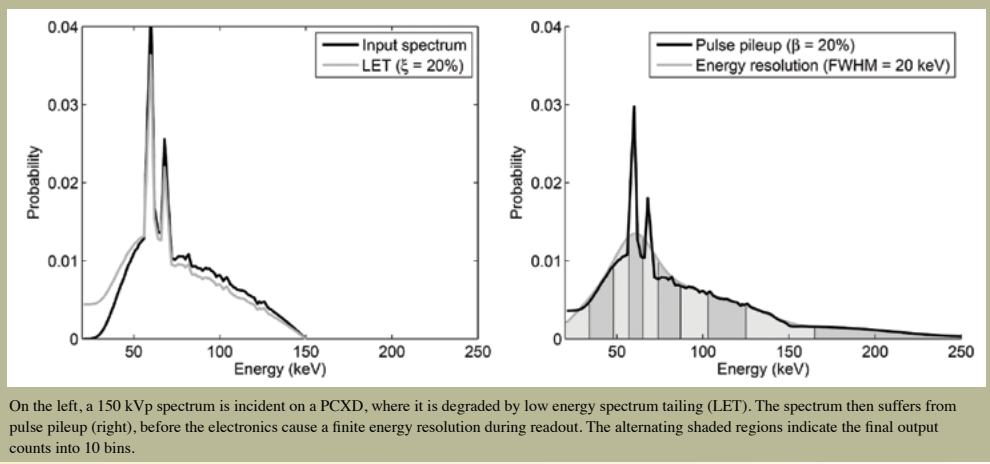 0.04
0.03
0.02
0.01
0
Probability
50
100
150
200
250
Energy (keV)
Input spectrum
LET (ξ = 20%)
0.04
0.03
0.02
0.01
0
Probability
50
100
150
200
250
Energy (keV)
Pulse pileup (β = 20%)
Energy resolution (FWHM = 20 keV)
On the left, a 150 kVp spectrum is incident on a PCXD, where it is degraded by low energy spectrum tailing (LET). The spectrum then suffers from
pulse pileup (right), before the electronics cause a finite energy resolution during readout. The alternating shaded regions indicate the final output
counts into 10 bins.